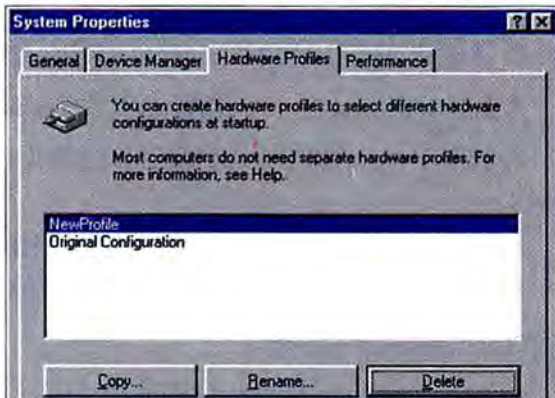 System Properties
General Device Manager Hardware Profiles Performance
You can create hardware profiles to select different hardware
configurations at startup.
Most computers do not need separate hardware profiles. For
more information, see Help.
NewProfile
Original Configuration
Copy... Rename... Delete